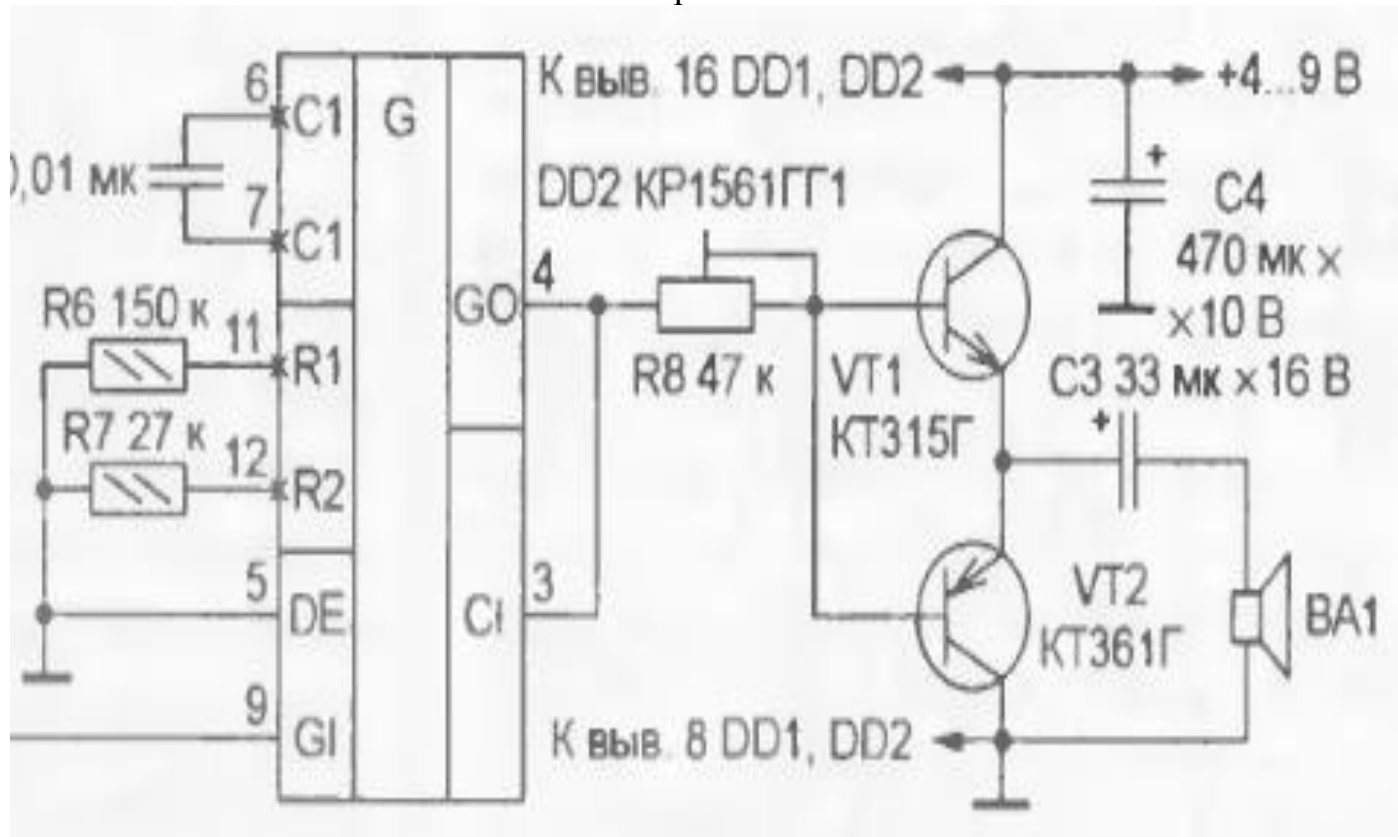 К выв. 16 DD1, DD2
+4...9 В
6
C1
G
,01 мк
DD2 КР1561ГГ1
+
C4
470 мк ×
×10 В
7
C1
4
GO
R6 150 к
11
R1
R8 47 к
VT1
КТ315Г
C3 33 мк ×16 В
+
R7 27 к
12
R2
5
DE
3
CI
VT2
КТ361Г
BA1
9
GI
К выв. 8 DD1, DD2